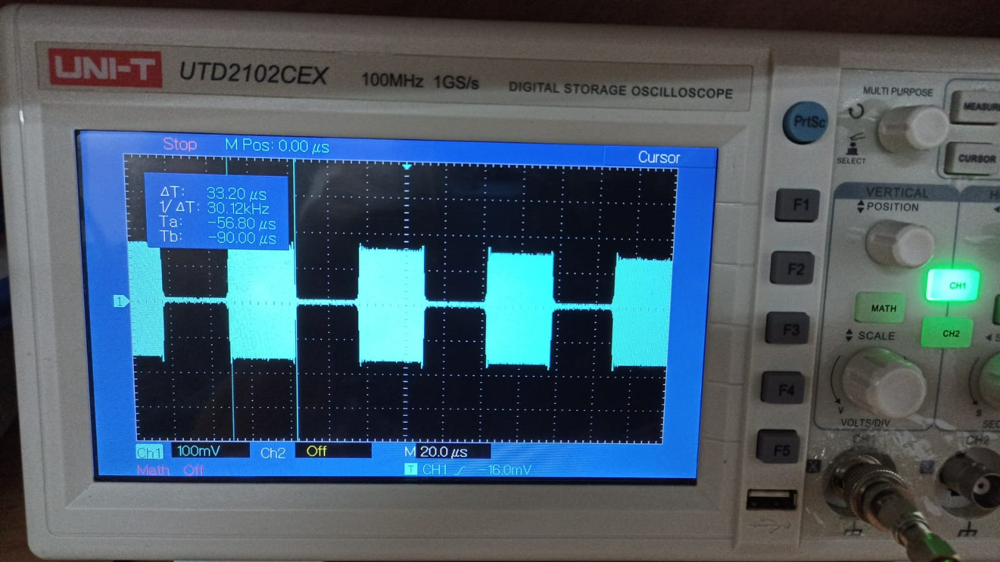 UNI-T UTD2102CEX 100MHz 1GS/s DIGITAL STORAGE OSCILLOSCOPE
Stop M Pos: 0.00 μs Cursor
ΔT: 33.20 μs
1/ΔT: 30.12kHz
Ta: -56.80 μs
Tb: -90.00 μs
1
Ch1 100mV Ch2 Off M 20.0 μs
Math Off T CH1 -16.0mV
PrtSc
F1
F2
F3
F4
F5
MULTI PURPOSE
SELECT
CURSOR
VERTICAL
POSITION
CH1
MATH
CH2
SCALE
V
S
VOLTS/DIV
CH1
CH2
X